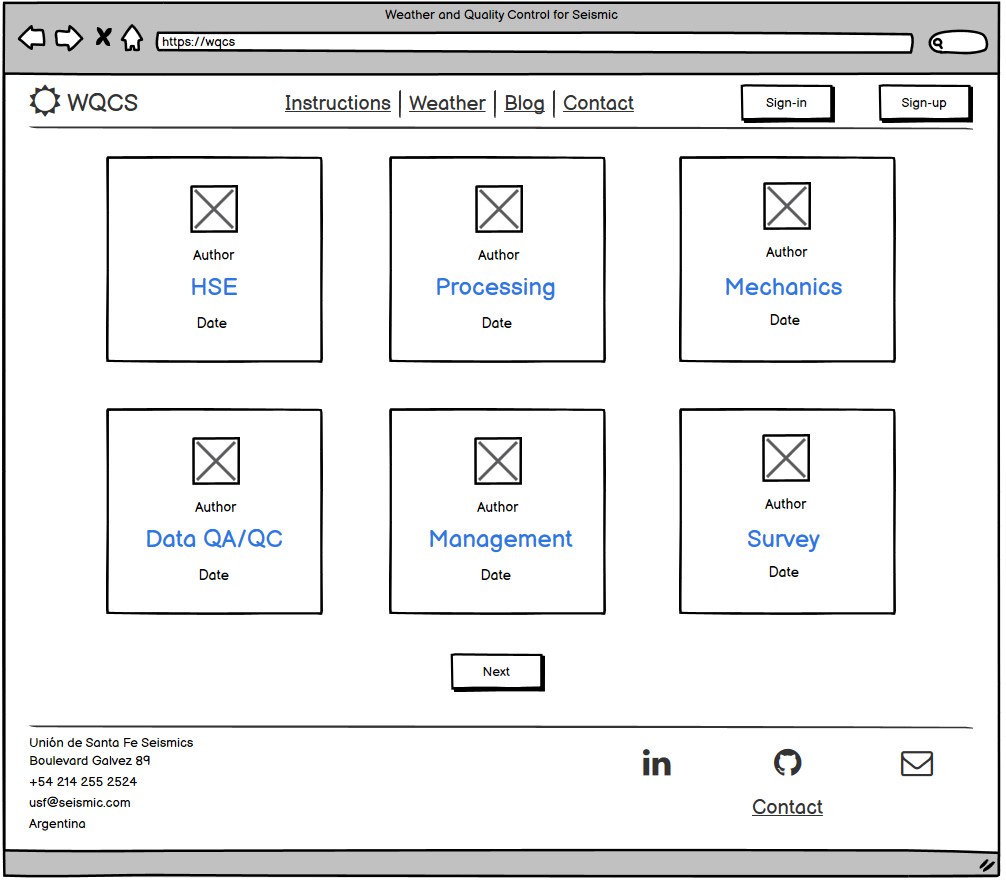 Weather and Quality Control for Seismic
https://wqcs
WQCS
Instructions | Weather | Blog | Contact
Sign-in
Sign-up
Author
HSE
Date
Author
Processing
Date
Author
Mechanics
Date
Author
Data QA/QC
Date
Author
Management
Date
Author
Survey
Date
Next
Unión de Santa Fe Seismics
Boulevard Galvez 89
+54 214 255 2524
usf@seismic.com
Argentina
in
Contact